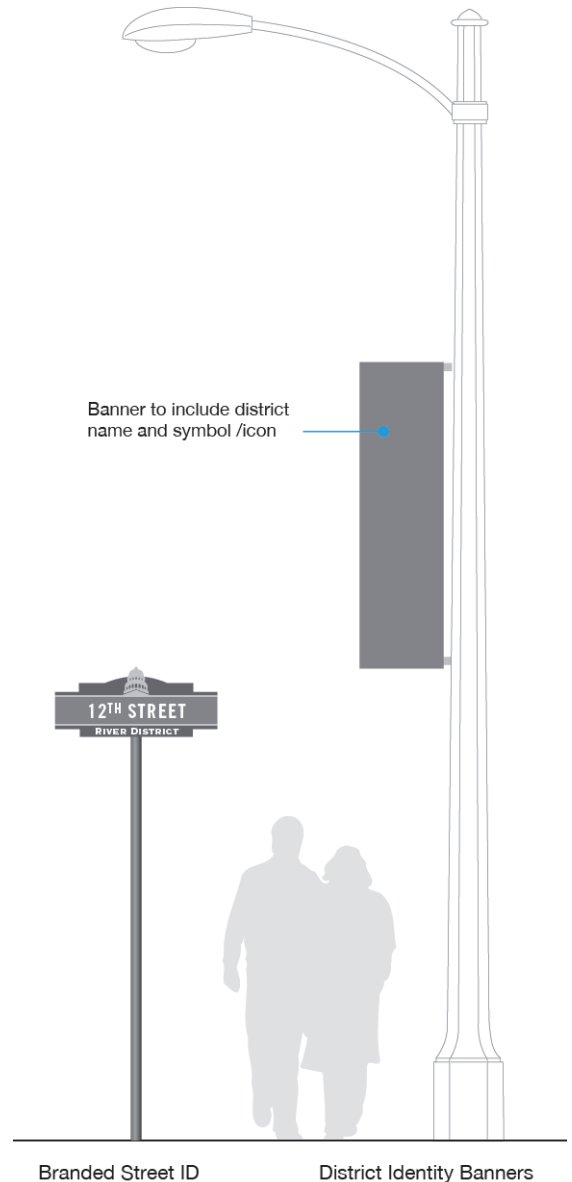 Banner to include district
name and symbol /icon
12TH STREET
RIVER DISTRICT
Branded Street ID
District Identity Banners